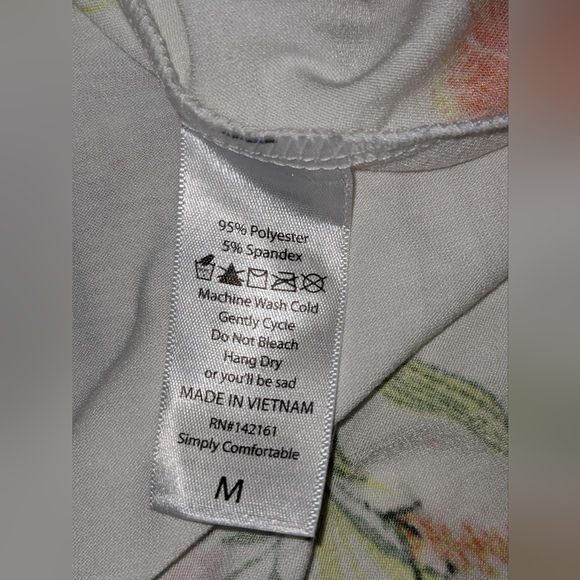 95% Polyester
5% Spandex
Machine Wash Cold
Gently Cycle
Do Not Bleach
Hang Dry
or you'll be sad
MADE IN VIETNAM
RN#142161
Simply Comfortable
M